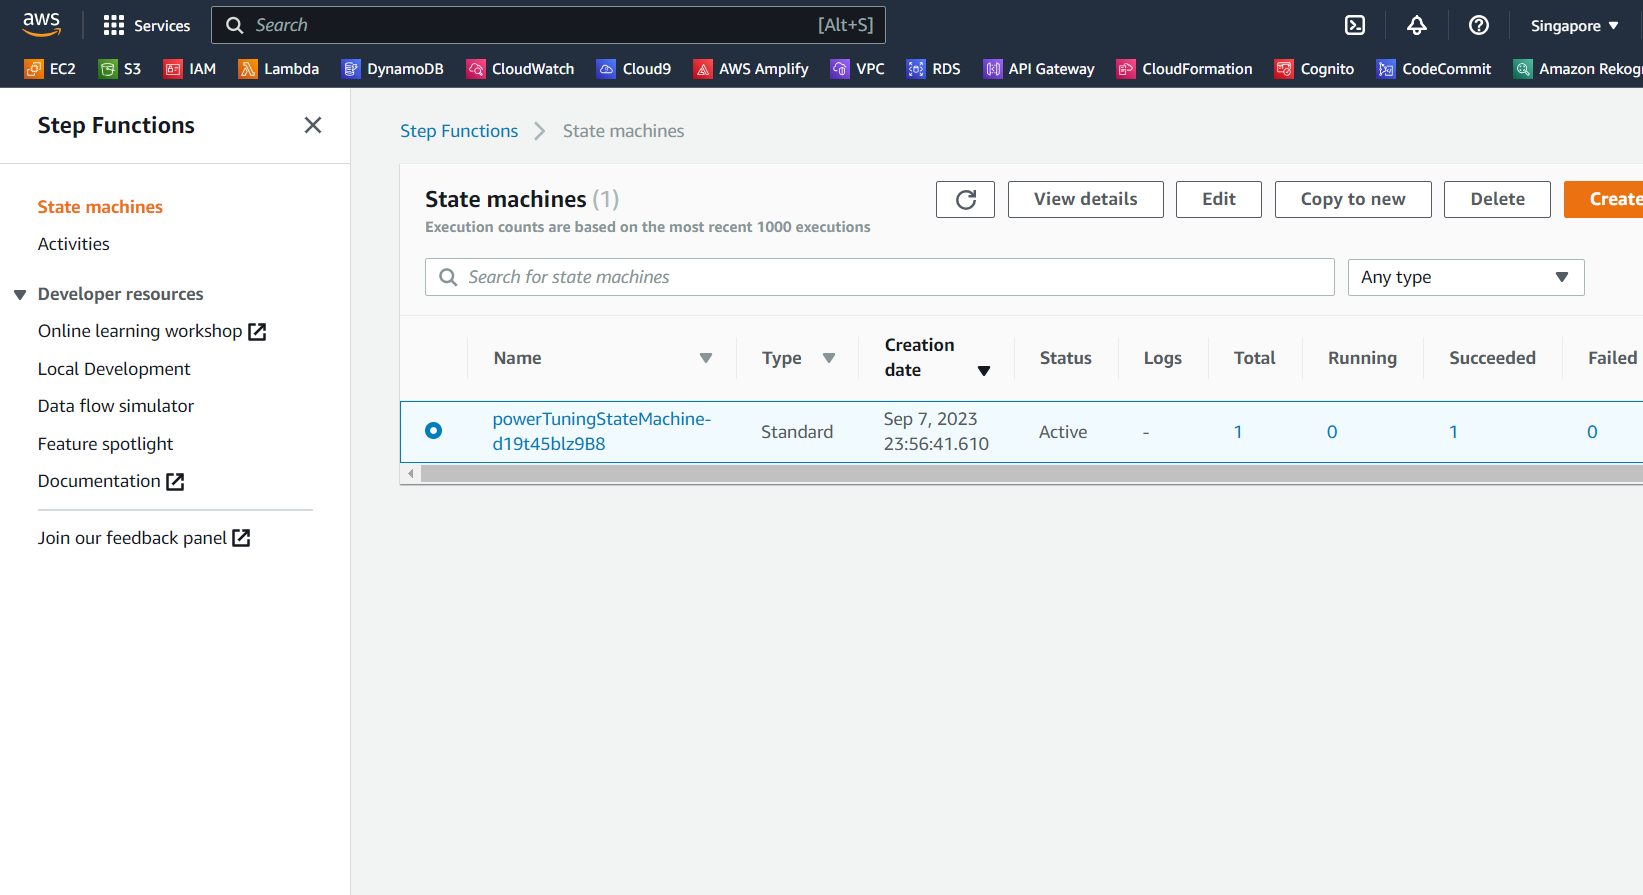 aws
Services
Search
[Alt+S]
Singapore
EC2
S3
IAM
Lambda
DynamoDB
CloudWatch
Cloud9
AWS Amplify
VPC
RDS
API Gateway
CloudFormation
Cognito
CodeCommit
Amazon Rekog
Step Functions
State machines
Activities
Developer resources
Online learning workshop
Local Development
Data flow simulator
Feature spotlight
Documentation
Join our feedback panel
Step Functions
State machines
State machines (1)
Execution counts are based on the most recent 1000 executions
View details
Edit
Copy to new
Delete
Create
Search for state machines
Any type
Name
Type
Creation
date
Status
Logs
Total
Running
Succeeded
Failed
powerTuningStateMachine-
d19t45blz9B8
Standard
Sep 7, 2023
23:56:41.610
Active
-
1
0
1
0